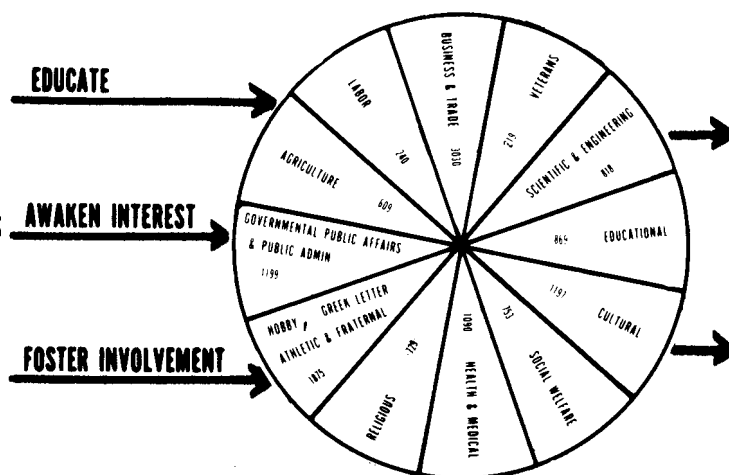 EDUCATE
AWAKEN INTEREST
FOSTER INVOLVEMENT
BUSINESS & TRADE
3030
VETERANS
219
SCIENTIFIC & ENGINEERING
818
EDUCATIONAL
865
CULTURAL
1197
SOCIAL WELFARE
753
HEALTH & MEDICAL
1090
RELIGIOUS
HOBBY, GREEK LETTER
ATHLETIC & FRATERNAL
1875
GOVERNMENTAL PUBLIC AFFAIRS
& PUBLIC ADMIN
1199
AGRICULTURE
609
LABOR
240